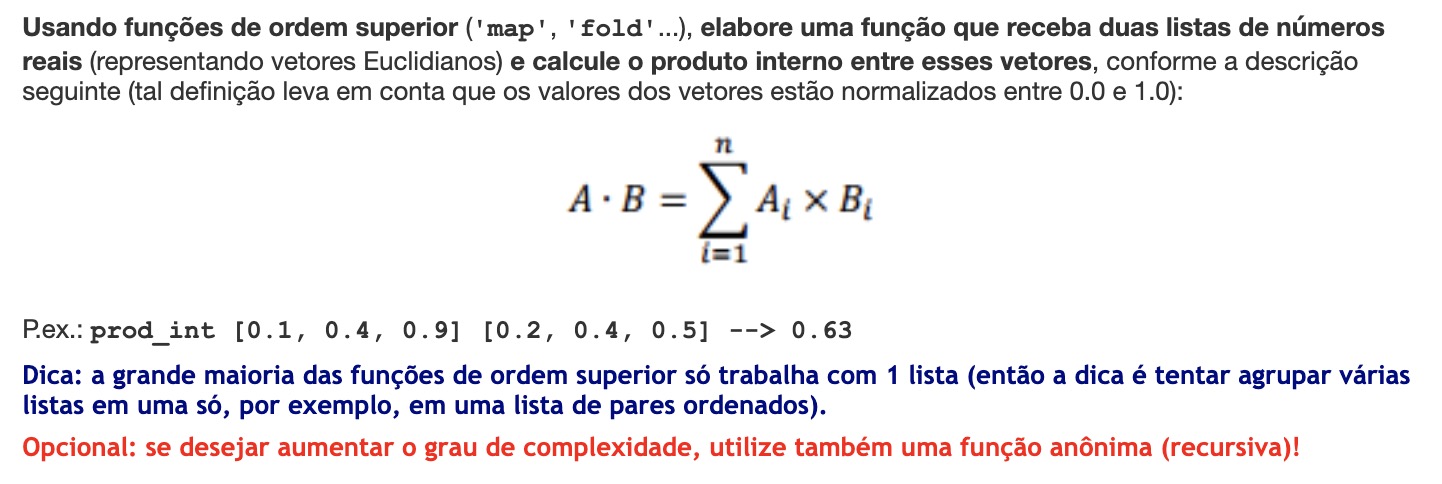 Usando funções de ordem superior ('map', 'fold'...), elabore uma função que receba duas listas de números
reais (representando vetores Euclidianos) e calcule o produto interno entre esses vetores, conforme a descrição
seguinte (tal definição leva em conta que os valores dos vetores estão normalizados entre 0.0 e 1.0):
n
A · B = ∑ Aᵢ × Bᵢ
i=1
P.ex.: prod_int [0.1, 0.4, 0.9] [0.2, 0.4, 0.5] --> 0.63
Dica: a grande maioria das funções de ordem superior só trabalha com 1 lista (então a dica é tentar agrupar várias
listas em uma só, por exemplo, em uma lista de pares ordenados).
Opcional: se desejar aumentar o grau de complexidade, utilize também uma função anônima (recursiva)!